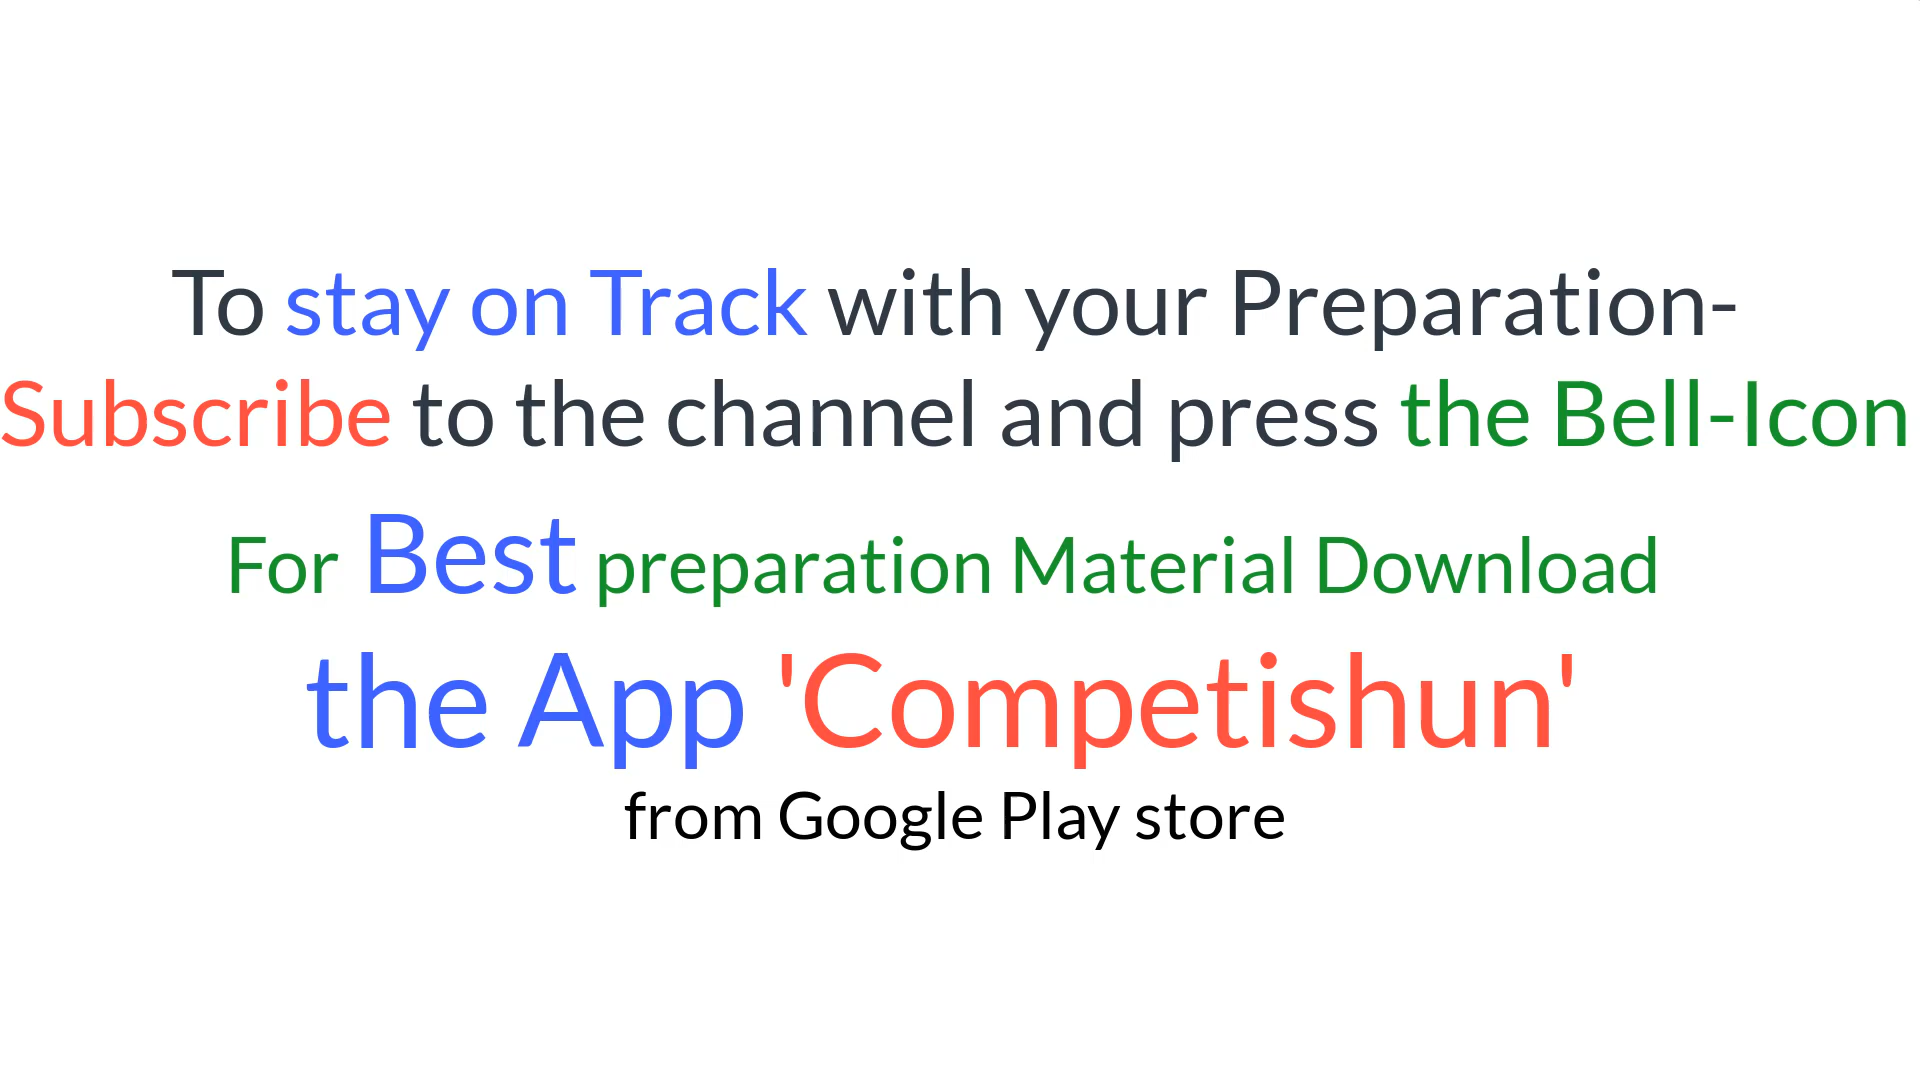 To stay on Track with your Preparation-
Subscribe to the channel and press the Bell-Icon
For Best preparation Material Download
the App 'Competishun'
from Google Play store